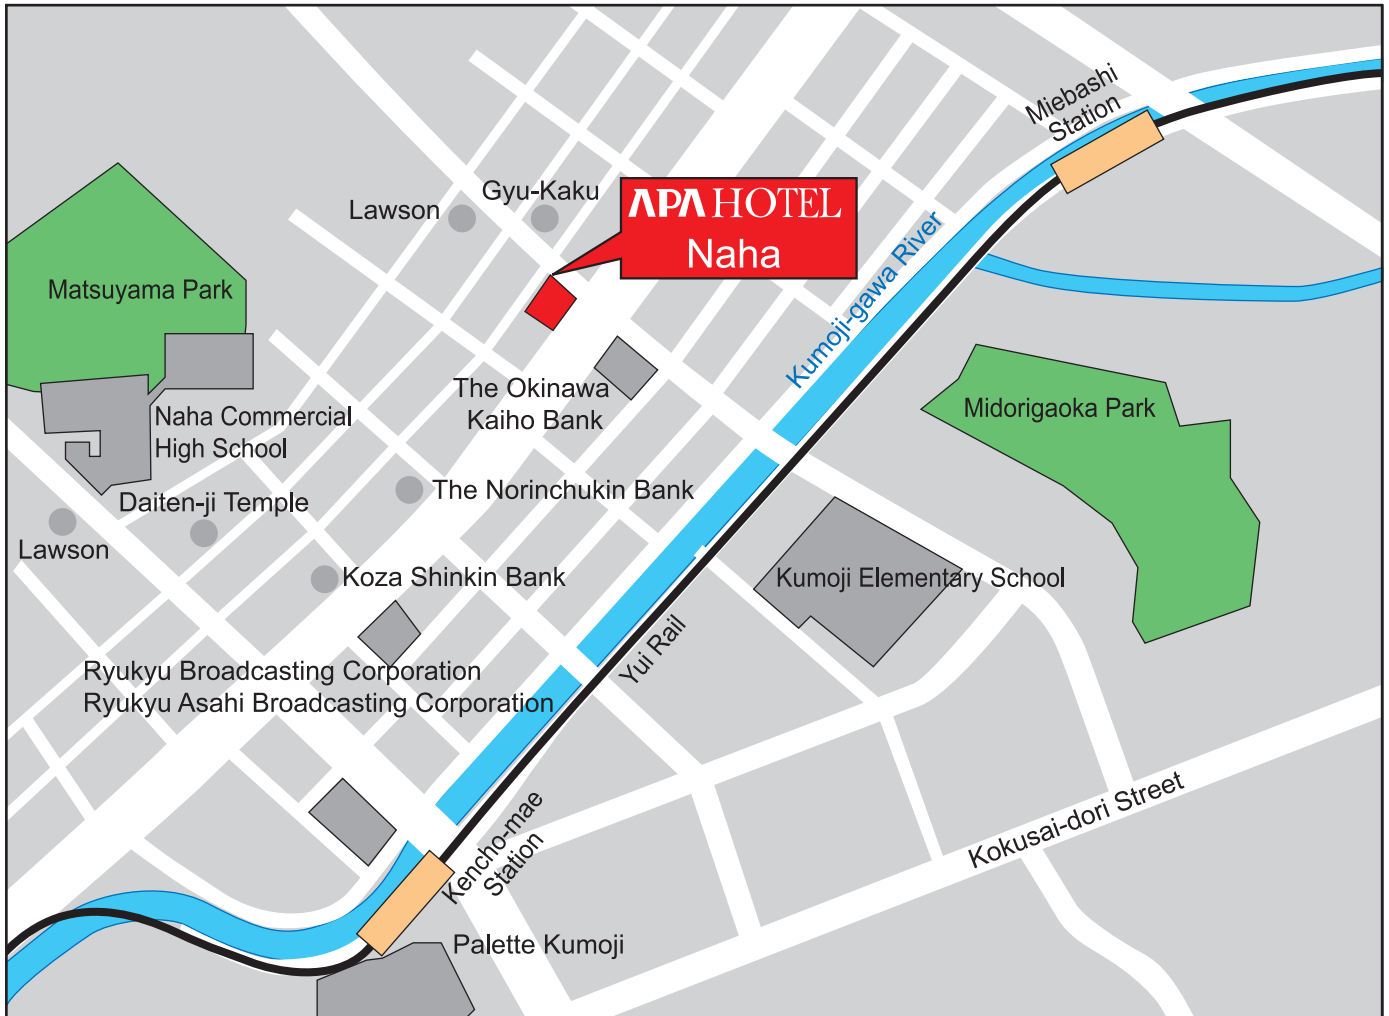 Miebashi
Station
Gyu-Kaku
Lawson
APA HOTEL
Naha
Kumoji-gawa River
Matsuyama Park
The Okinawa
Kaiho Bank
Midorigaoka Park
Naha Commercial
High School
The Norinchukin Bank
Daiten-ji Temple
Lawson
Koza Shinkin Bank
Kumoji Elementary School
Yui Rail
Ryukyu Broadcasting Corporation
Ryukyu Asahi Broadcasting Corporation
Kokusai-dori Street
Kencho-mae
Station
Palette Kumoji